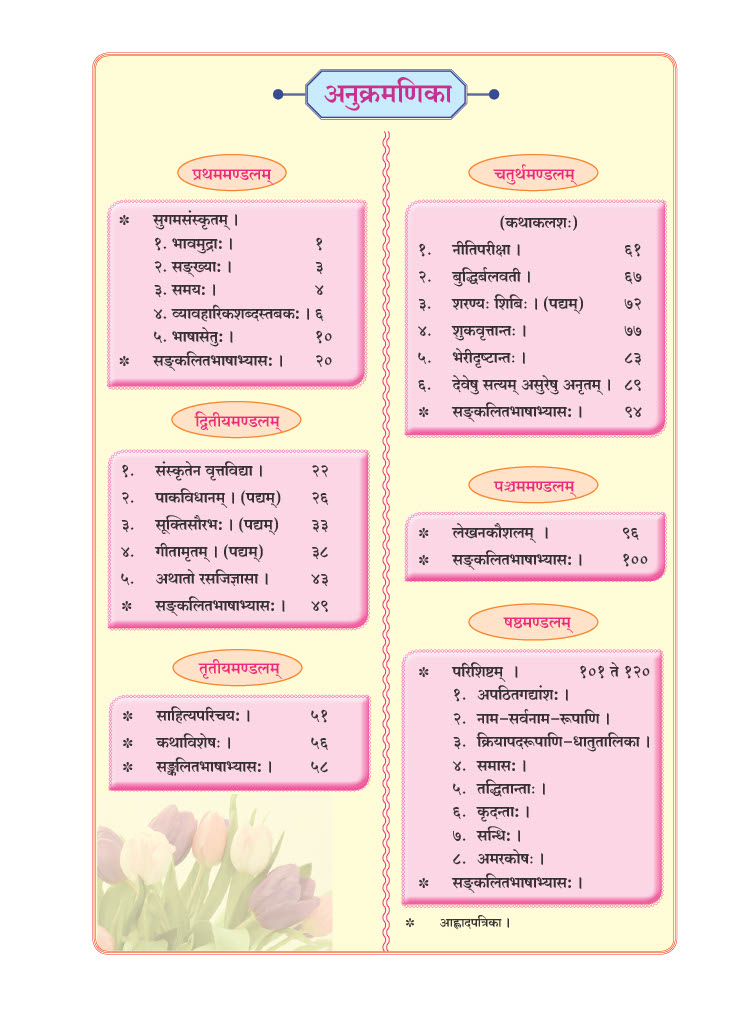 अनुक्रमणिका
प्रथममण्डलम्
✲ सुगमसंस्कृतम् ।
१. भावमुद्राः । १
२. सङ्ख्याः । ३
३. समयः । ४
४. व्यावहारिकशब्दस्तबकः । ६
५. भाषासेतुः । १०
✲ सङ्कलितभाषाभ्यासः । २०
द्वितीयमण्डलम्
१. संस्कृतेन वृत्तविद्या । २२
२. पाकविधानम् । (पद्यम्) २६
३. सूक्तिसौरभः । (पद्यम्) ३३
४. गीतामृतम् । (पद्यम्) ३८
५. अथातो रसजिज्ञासा । ४३
✲ सङ्कलितभाषाभ्यासः । ४९
तृतीयमण्डलम्
✲ साहित्यपरिचयः । ५१
✲ कथाविशेषः । ५६
✲ सङ्कलितभाषाभ्यासः । ५८
चतुर्थमण्डलम्
(कथाकलशः)
१. नीतिपरीक्षा । ६१
२. बुद्धिर्बलवती । ६७
३. शरण्यः शिबिः । (पद्यम्) ७२
४. शुकवृत्तान्तः । ७७
५. भेरीदृष्टान्तः । ८३
६. देवेषु सत्यम् असुरेषु अनृतम् । ८९
✲ सङ्कलितभाषाभ्यासः । ९४
पञ्चममण्डलम्
✲ लेखनकौशलम् । ९६
✲ सङ्कलितभाषाभ्यासः । १००
षष्ठमण्डलम्
✲ परिशिष्टम् । १०१ ते १२०
१. अपठितगद्यांशः ।
२. नाम–सर्वनाम–रूपाणि ।
३. क्रियापदरूपाणि–धातुतालिका ।
४. समासः ।
५. तद्धितान्ताः ।
६. कृदन्ताः ।
७. सन्धिः ।
८. अमरकोषः ।
✲ सङ्कलितभाषाभ्यासः ।
✲ आह्लादपत्रिका ।